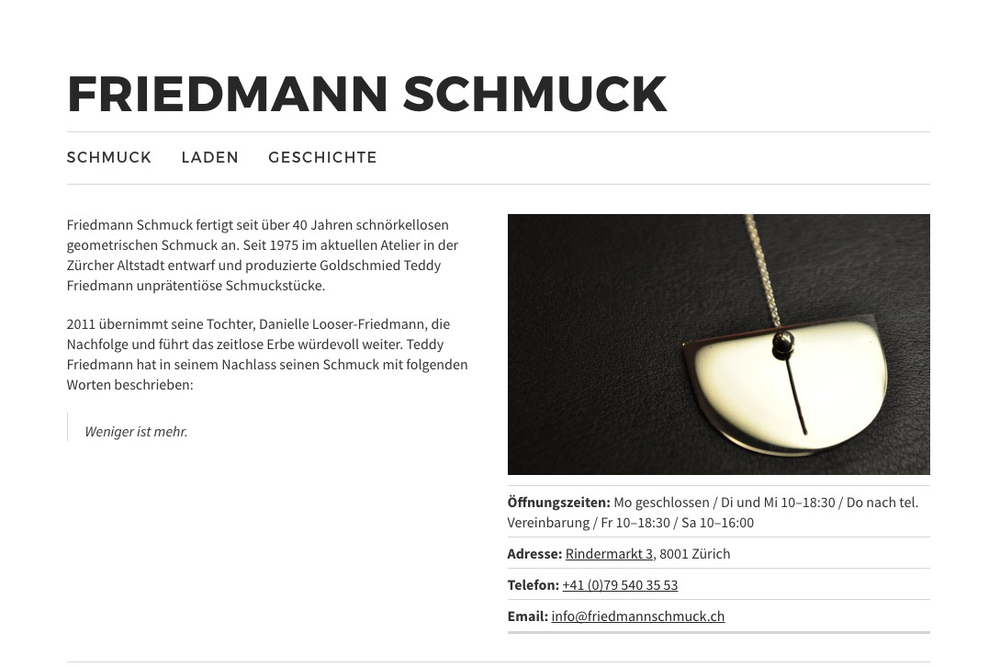 FRIEDMANN SCHMUCK
SCHMUCK LADEN GESCHICHTE
Friedmann Schmuck fertigt seit über 40 Jahren schnörkellosen
geometrischen Schmuck an. Seit 1975 im aktuellen Atelier in der
Zürcher Altstadt entwarf und produzierte Goldschmied Teddy
Friedmann unprätentiöse Schmuckstücke.
2011 übernimmt seine Tochter, Danielle Looser-Friedmann, die
Nachfolge und führt das zeitlose Erbe würdevoll weiter. Teddy
Friedmann hat in seinem Nachlass seinen Schmuck mit folgenden
Worten beschrieben:
Weniger ist mehr.
Öffnungszeiten: Mo geschlossen / Di und Mi 10–18:30 / Do nach tel.
Vereinbarung / Fr 10–18:30 / Sa 10–16:00
Adresse: Rindermarkt 3, 8001 Zürich
Telefon: +41 (0)79 540 35 53
Email: info@friedmannschmuck.ch